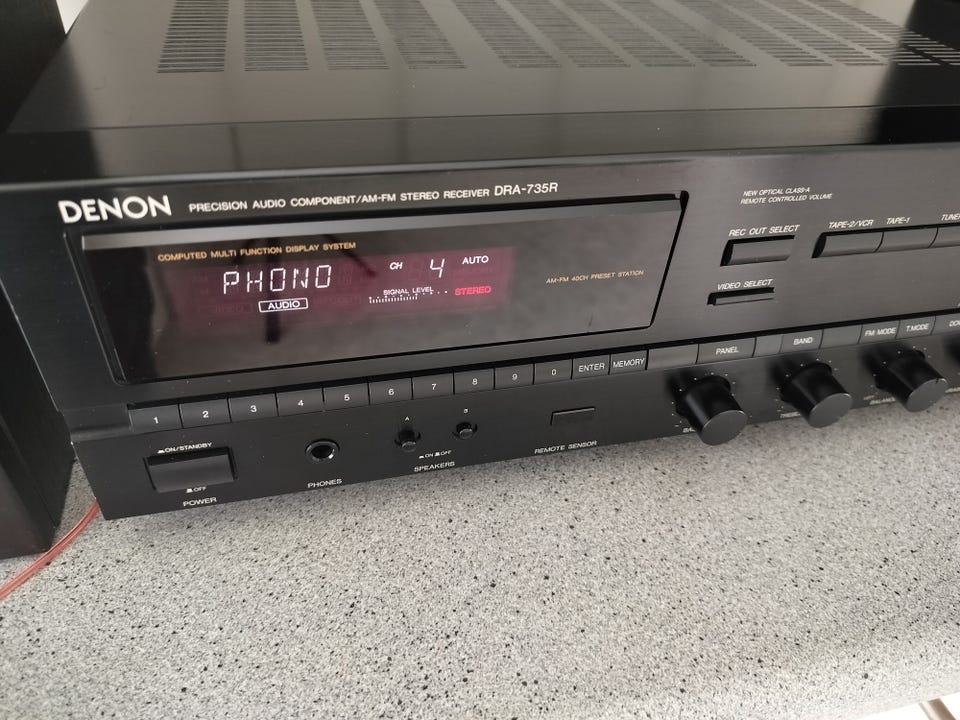 DENON PRECISION AUDIO COMPONENT/AM-FM STEREO RECEIVER DRA-735R
NEW OPTICAL CLASS-A
REMOTE CONTROLLED VOLUME
COMPUTED MULTI FUNCTION DISPLAY SYSTEM
PHONO CH 4 AUTO
AUDIO SIGNAL LEVEL STEREO
AM-FM 40CH PRESET STATION
REC OUT SELECT TAPE-2/VCR TAPE-1
VIDEO SELECT
1 2 3 4 5 6 7 8 9 0 ENTER MEMORY PANEL BAND FM MODE T.MODE
ON/STANDBY
OFF
POWER
PHONES
A B
ON OFF
SPEAKERS
REMOTE SENSOR